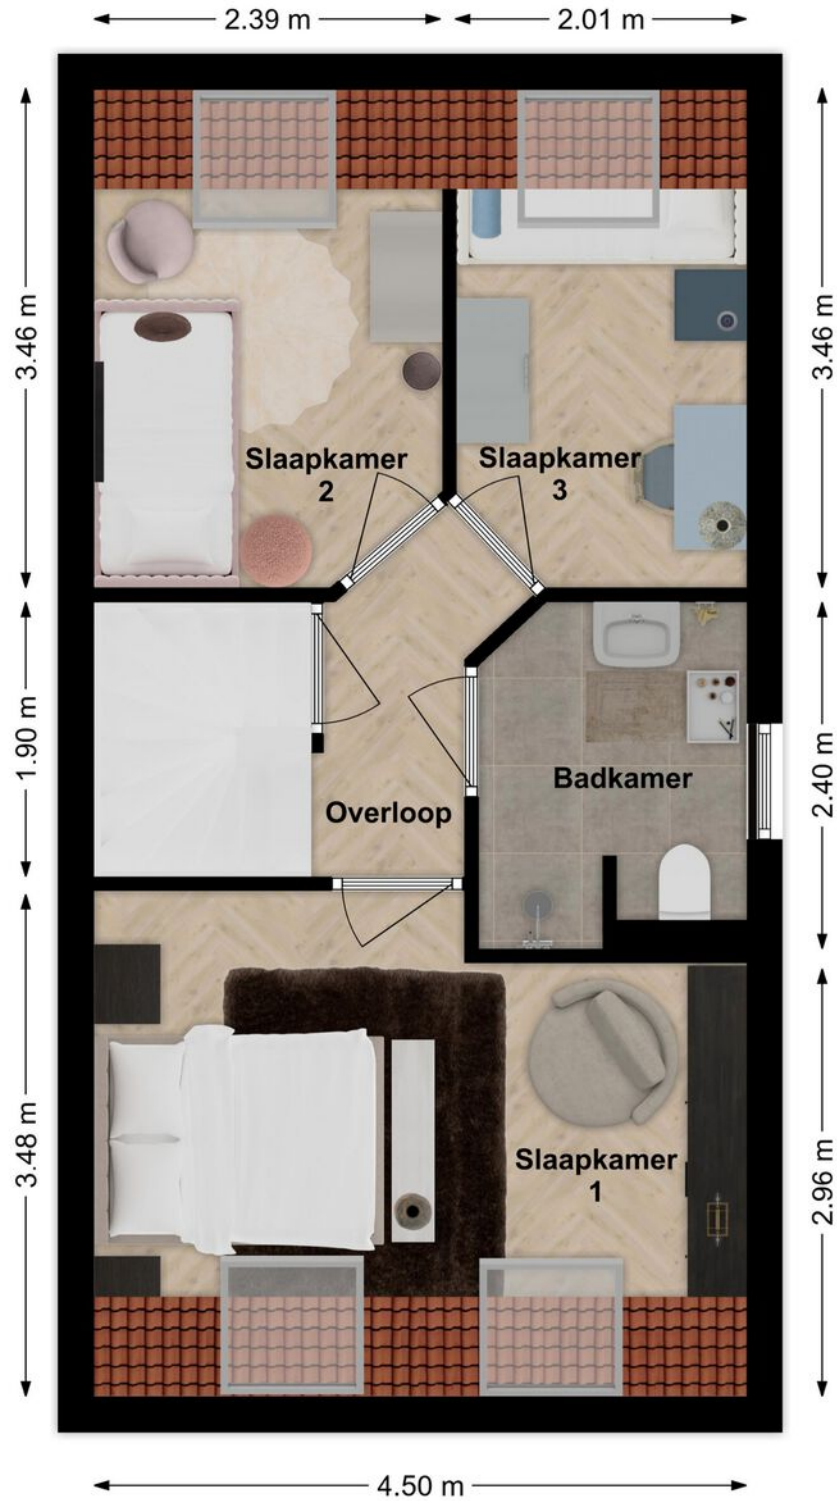 2.39 m
2.01 m
3.46 m
3.46 m
Slaapkamer
2
Slaapkamer
3
1.90 m
2.40 m
Badkamer
Overloop
3.48 m
2.96 m
Slaapkamer
1
4.50 m